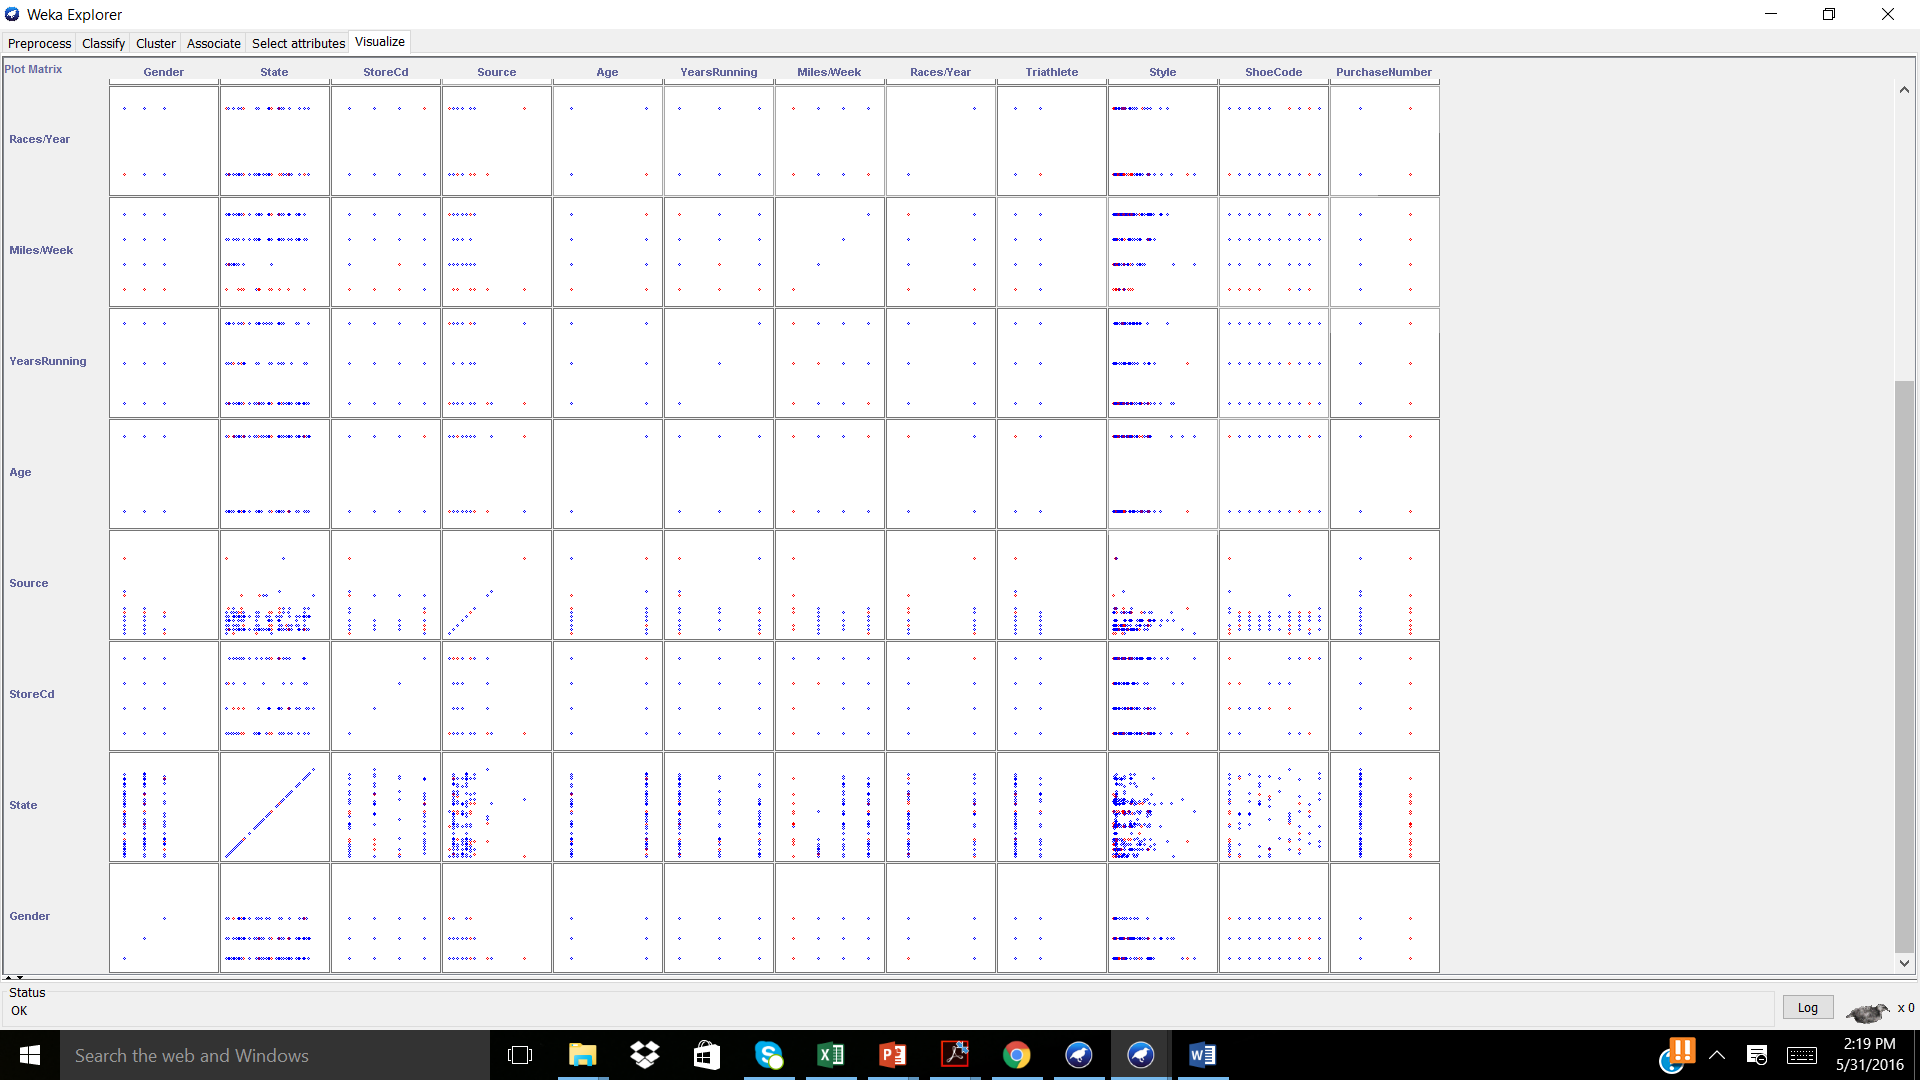 Weka Explorer
Preprocess Classify Cluster Associate Select attributes Visualize
Plot Matrix Gender State StoreCd Source Age YearsRunning Miles/Week Races/Year Triathlete Style ShoeCode PurchaseNumber
Races/Year
Miles/Week
YearsRunning
Age
Source
StoreCd
State
Gender
Status
OK
Log x 0
Search the web and Windows
2:19 PM
5/31/2016